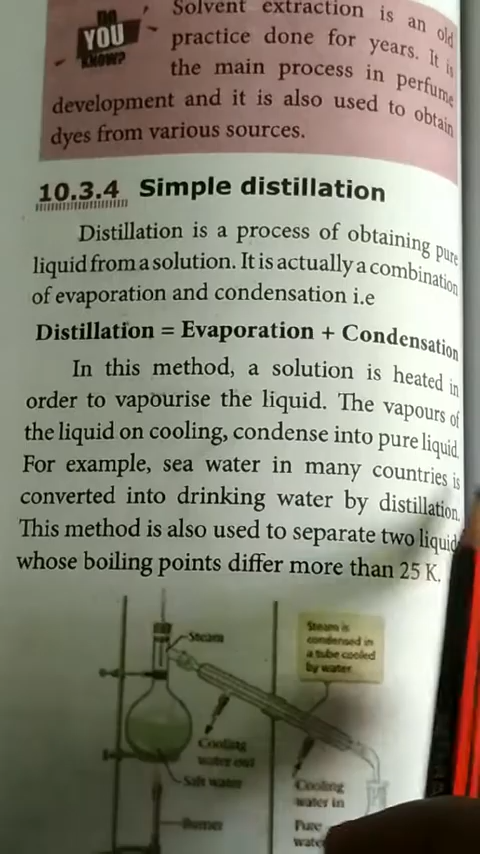 DO
YOU
KNOW?
Solvent extraction is an old
practice done for years. It is
the main process in perfume
development and it is also used to obtain
dyes from various sources.
10.3.4 Simple distillation
Distillation is a process of obtaining pure
liquid from a solution. It is actually a combination
of evaporation and condensation i.e
Distillation = Evaporation + Condensation
In this method, a solution is heated in
order to vapourise the liquid. The vapours of
the liquid on cooling, condense into pure liquid.
For example, sea water in many countries is
converted into drinking water by distillation.
This method is also used to separate two liquid
whose boiling points differ more than 25 K.
Steam
Steam is
condensed in
a tube cooled
by water
Cooling
water out
Salt water
Cooling
water in
Burner
Pure
water